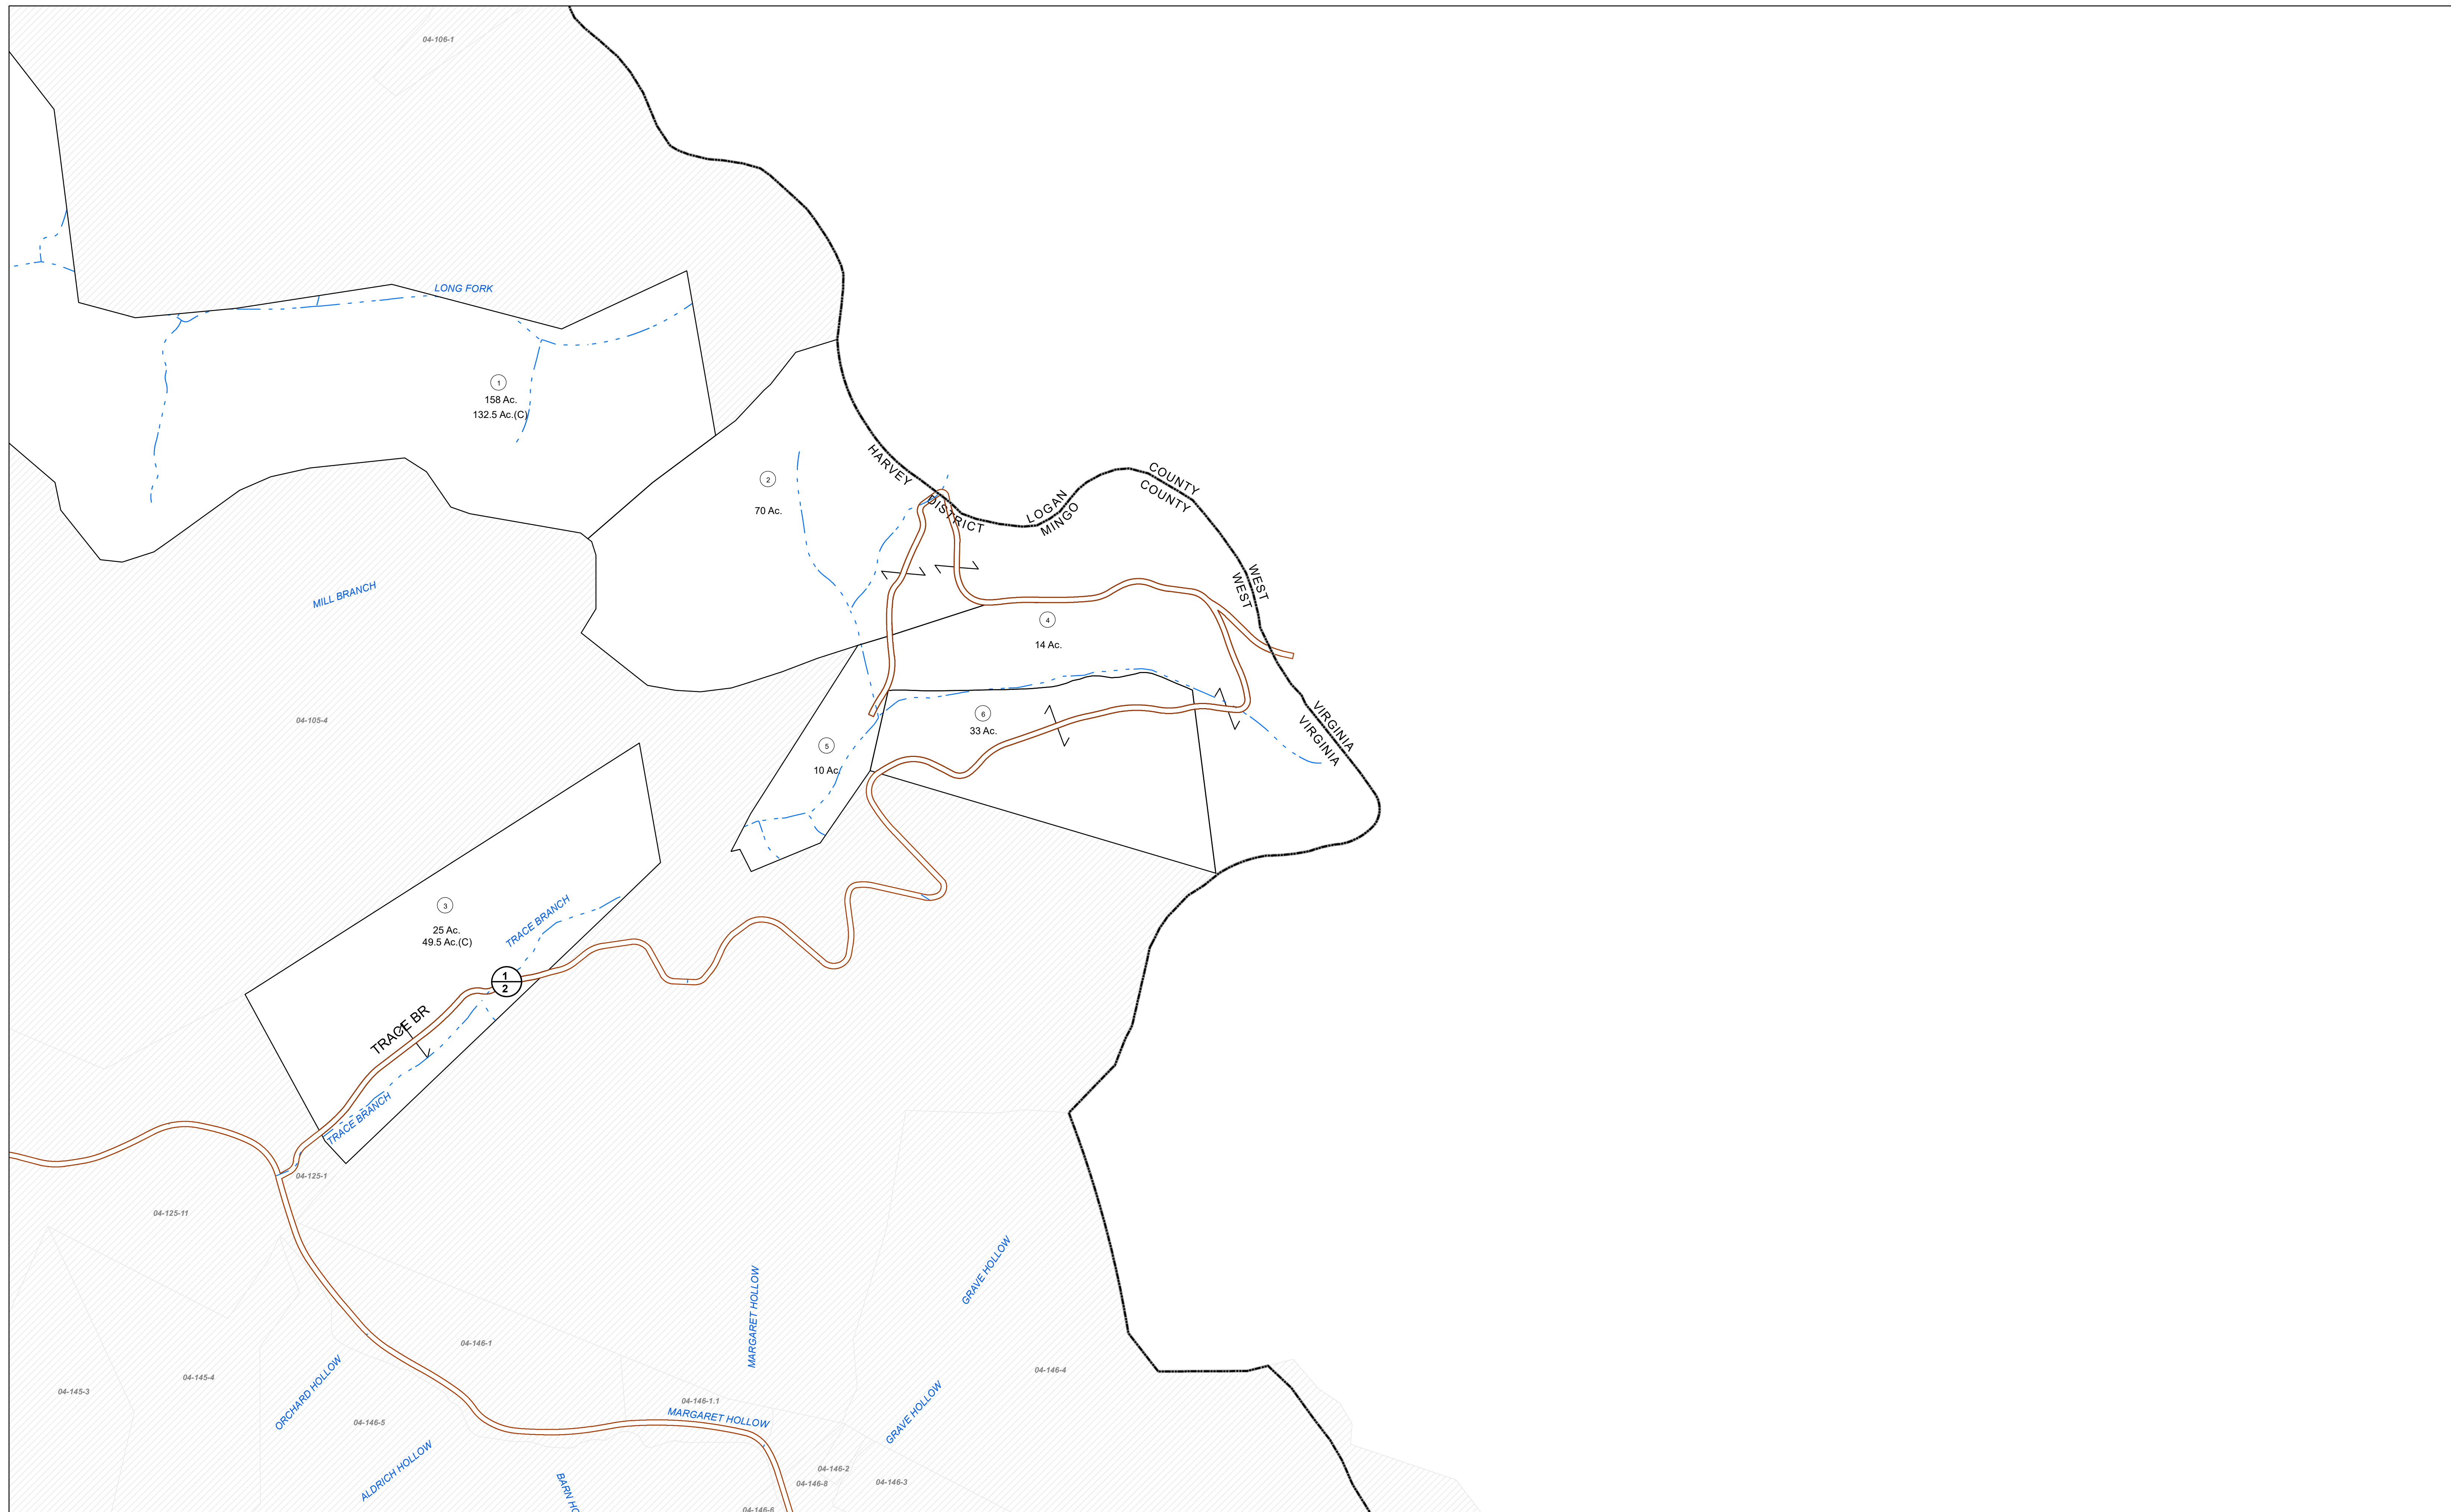 04-106-1
LONG FORK
1
158 Ac.
132.5 Ac.(C)
2
70 Ac.
HARVEY
DISTRICT
LOGAN
MINGO
COUNTY
COUNTY
WEST
WEST
VIRGINIA
VIRGINIA
MILL BRANCH
4
14 Ac.
04-105-4
6
33 Ac.
5
10 Ac.
3
25 Ac.
49.5 Ac.(C)
TRACE BRANCH
1
2
TRACE BR
TRACE BRANCH
04-125-1
04-125-11
GRAVE HOLLOW
MARGARET HOLLOW
04-146-1
04-146-4
04-145-3
04-145-4
ORCHARD HOLLOW
04-146-5
04-146-1.1
MARGARET HOLLOW
GRAVE HOLLOW
ALDRICH HOLLOW
04-146-2
04-146-8
04-146-3
BARN HO
04-146-6